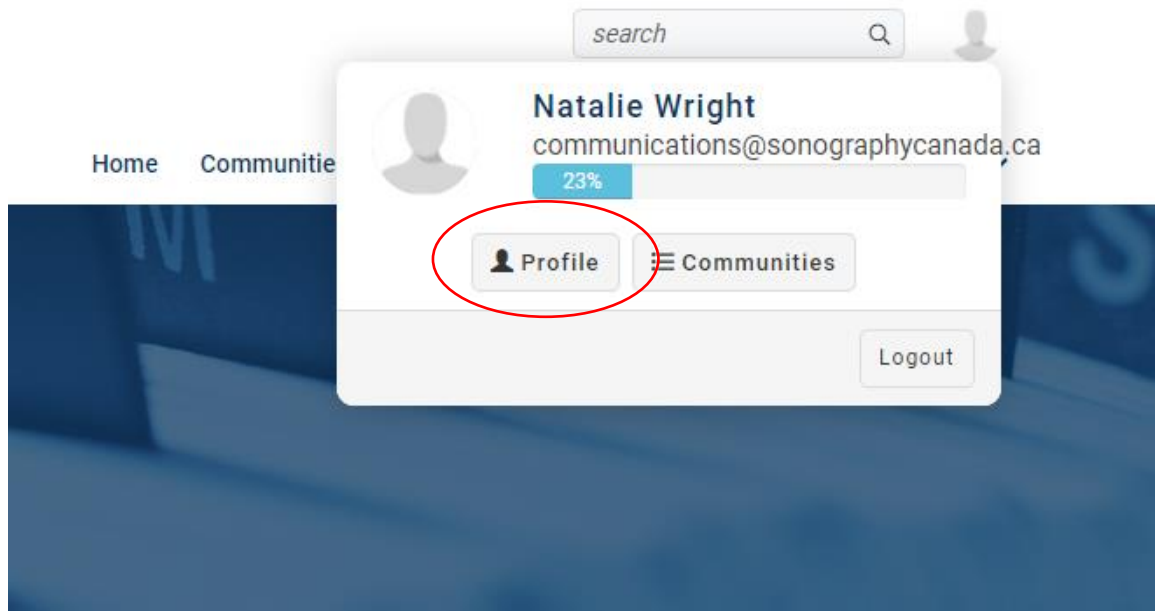 search
Natalie Wright
communications@sonographycanada.ca
Home Communitie
23%
Profile Communities
Logout
M
S